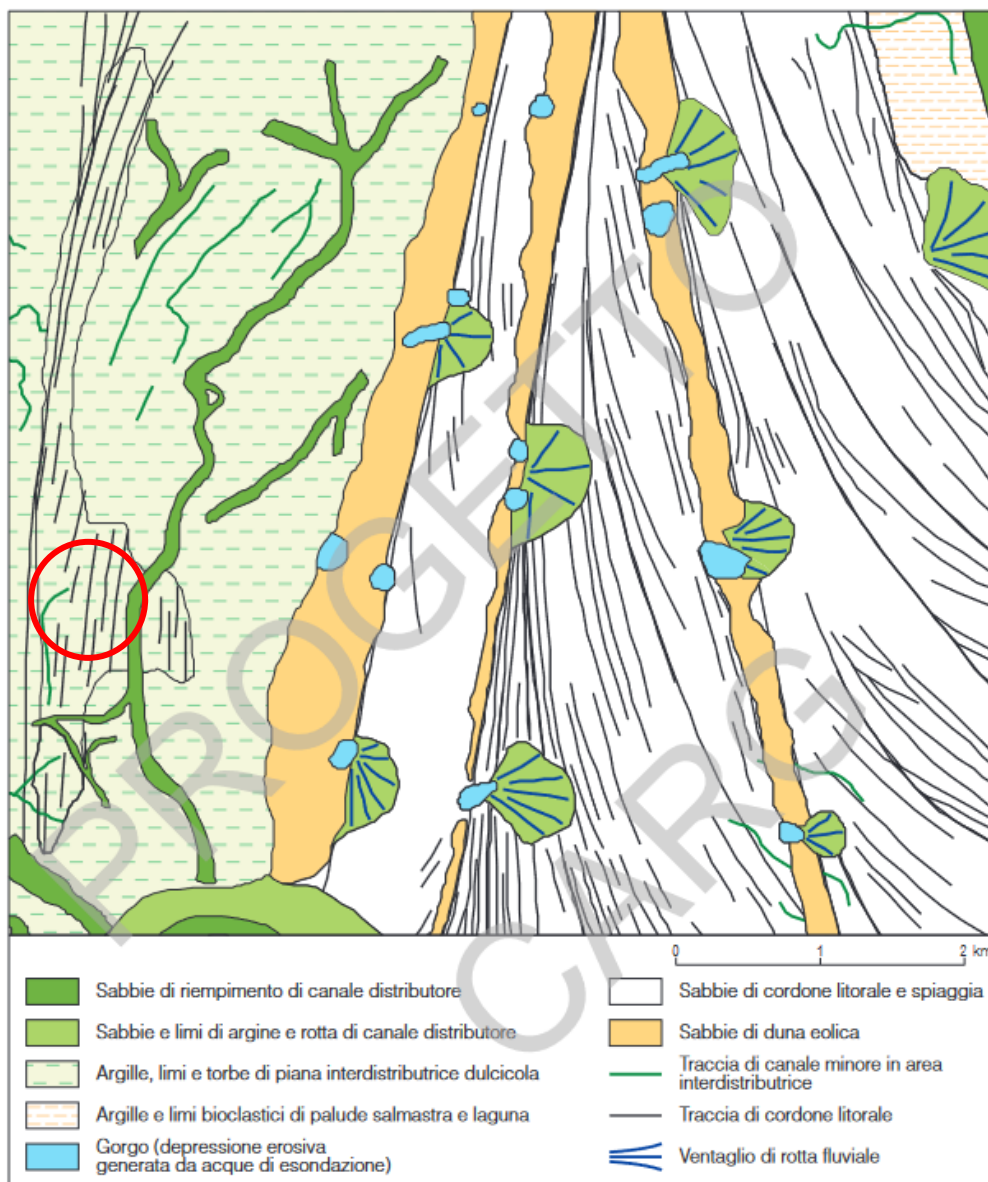 PROGETTO
CARG
0 1 2 km
Sabbie di riempimento di canale distributore
Sabbie e limi di argine e rotta di canale distributore
Argille, limi e torbe di piana interdistributrice dulcicola
Argille e limi bioclastici di palude salmastra e laguna
Gorgo (depressione erosiva
generata da acque di esondazione)
Sabbie di cordone litorale e spiaggia
Sabbie di duna eolica
Traccia di canale minore in area
interdistributrice
Traccia di cordone litorale
Ventaglio di rotta fluviale